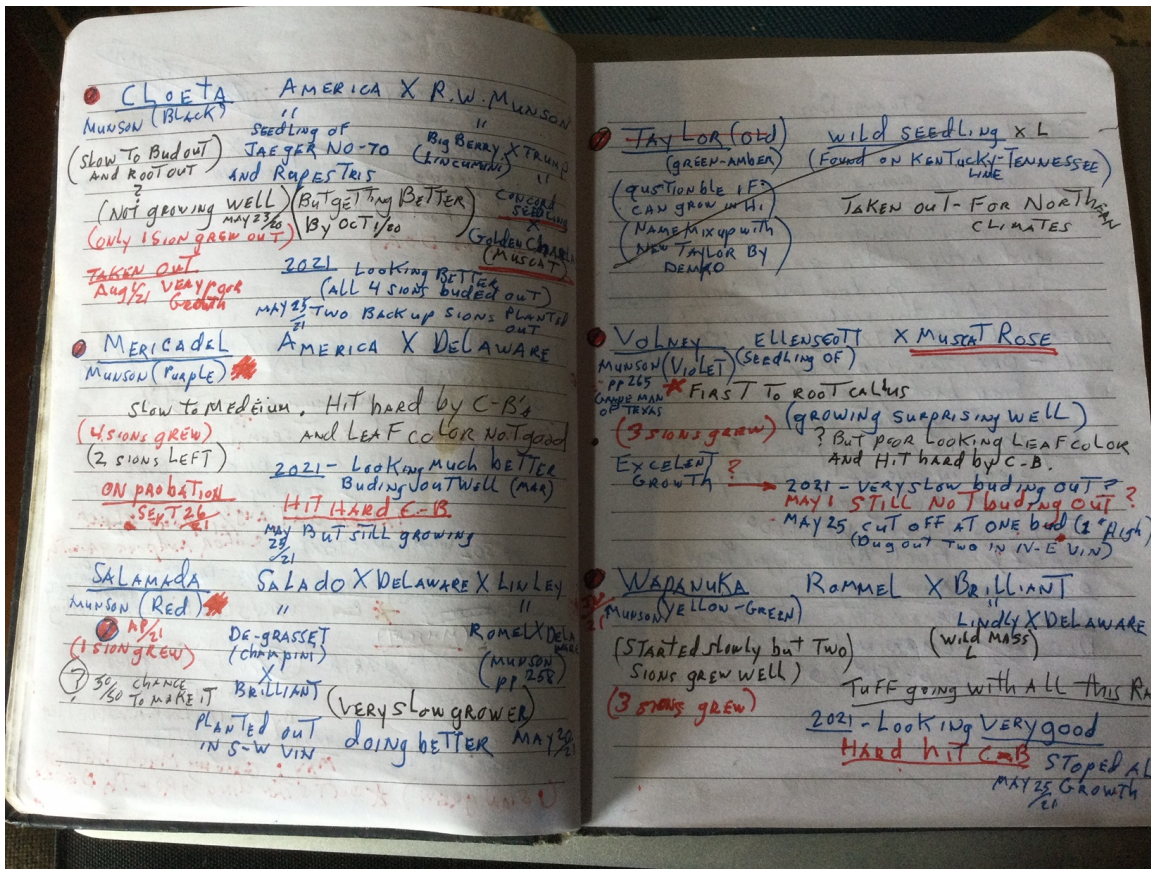 CLOETA AMERICA X R.W. MUNSON
MUNSON (BLACK) " "
(SLOW TO BUD OUT) SEEDLING OF BIG BERRY X TRUMP
AND ROOT OUT JAEGER NO-70 (LINCUMINI) "
? AND RAPESTRIS CONCORD
(NOT GROWING WELL) (BUT GETTING BETTER SEEDLING
MAY 23/20 BY OCT 1/20 X
(ONLY 1 SION GREW OUT) GOLDEN
TAKEN OUT (MUSCAT)
AUG 1/21 VERY POOR 2021 LOOKING BETTER
GROWTH (ALL 4 SIONS BUDED OUT)
MAY 25/21 - TWO BACK UP SIONS PLANTED
OUT
MERICADEL AMERICA X DELAWARE
MUNSON (PURPLE)
SLOW TO MEDEIUM. HIT HARD by C-B's
(4 SIONS GREW) AND LEAF COLOR NOT good
(2 SIONS LEFT) 2021 - LOOKING MUCH BETTER
ON PROBATION BUDING OUT WELL (MAR)
SEPT 26/21 HIT HARD C-B
MAY 25/21 BUT STILL GROWING
SALAMADA SALADO X DELAWARE X LINLEY
MUNSON (RED) " "
AP/21 DE-GRASSET ROMEL X DELAWARE
(1 SION GREW) (CHAMPINI) (MUNSON
? 50/50 CHANCE X pp 258)
TO MAKE IT BRILLIANT (VERY SLOW GROWER)
PLANTED OUT doing bETTER MAY 20/21
IN S-W VIN
TAYLOR (OLD) WILD SEEDLING X L
(GREEN-AMBER) (FOUND ON KENTUCKY-TENNESSEE
LINE)
(QUSTIONBLE IF: TAKEN OUT - FOR NORTHERN
CAN GROW IN HI CLIMATES
(NAME MIXUP WITH
NEW TAYLOR BY
DEMKO
VOLNEY ELLENSCOTT X MUSCAT ROSE
MUNSON (VIOLET) (SEEDLING OF)
pp 265 FIRST TO ROOT CALLUS
GRAPE MAN
OF TEXAS
(GROWING SURPRISING WELL)
(3 SIONS GREW) ? BUT POOR LOOKING LEAF COLOR
EXCELENT ? AND HIT hard by C-B.
GROWTH 2021 - VERY SLOW buding OUT?
MAY 1 STILL NOT buding OUT ?
MAY 25 CUT OFF AT ONE bud (1" High)
(DUG OUT TWO IN IV-E VIN)
WAPANUKA ROMMEL X BRILLIANT
MUNSON (YELLOW-GREEN) "
LINDLY X DELAWARE
(STARTED SLOWLY but TWO (WILD MASS)
SIONS GREW WELL) L
TUFF GOING WITH ALL THIS
(3 SIONS GREW)
2021 - LOOKING VERY good
HARD HIT C-B STOPED
MAY 25/21 GROWTH